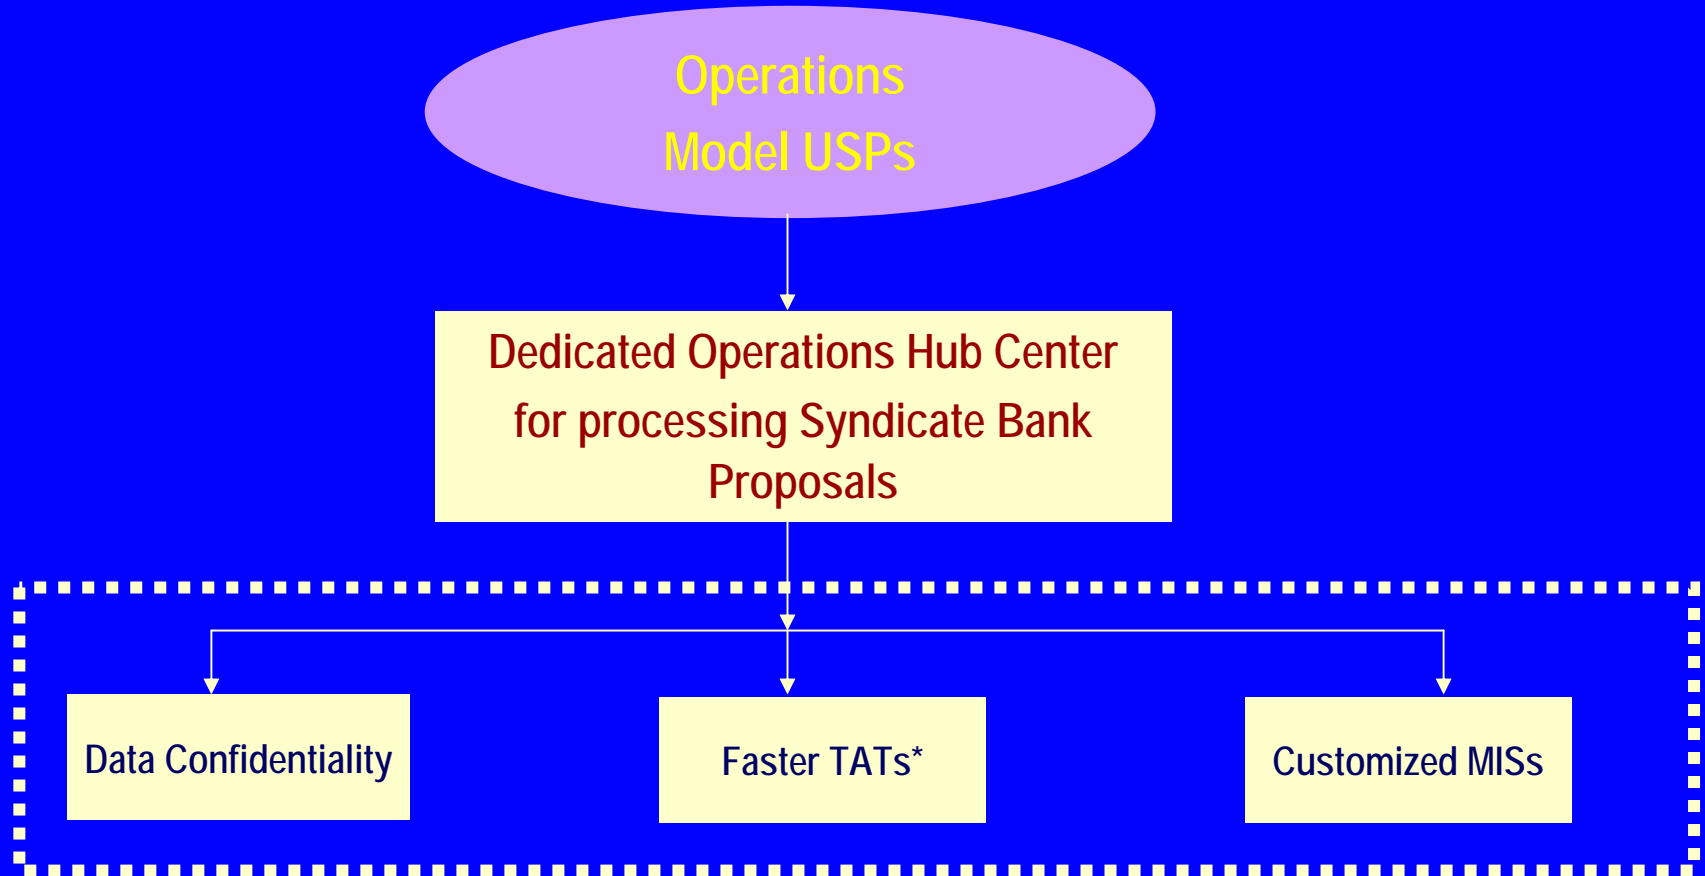 Operations
Model USPs
Dedicated Operations Hub Center
for processing Syndicate Bank
Proposals
Data Confidentiality
Faster TATs*
Customized MISs